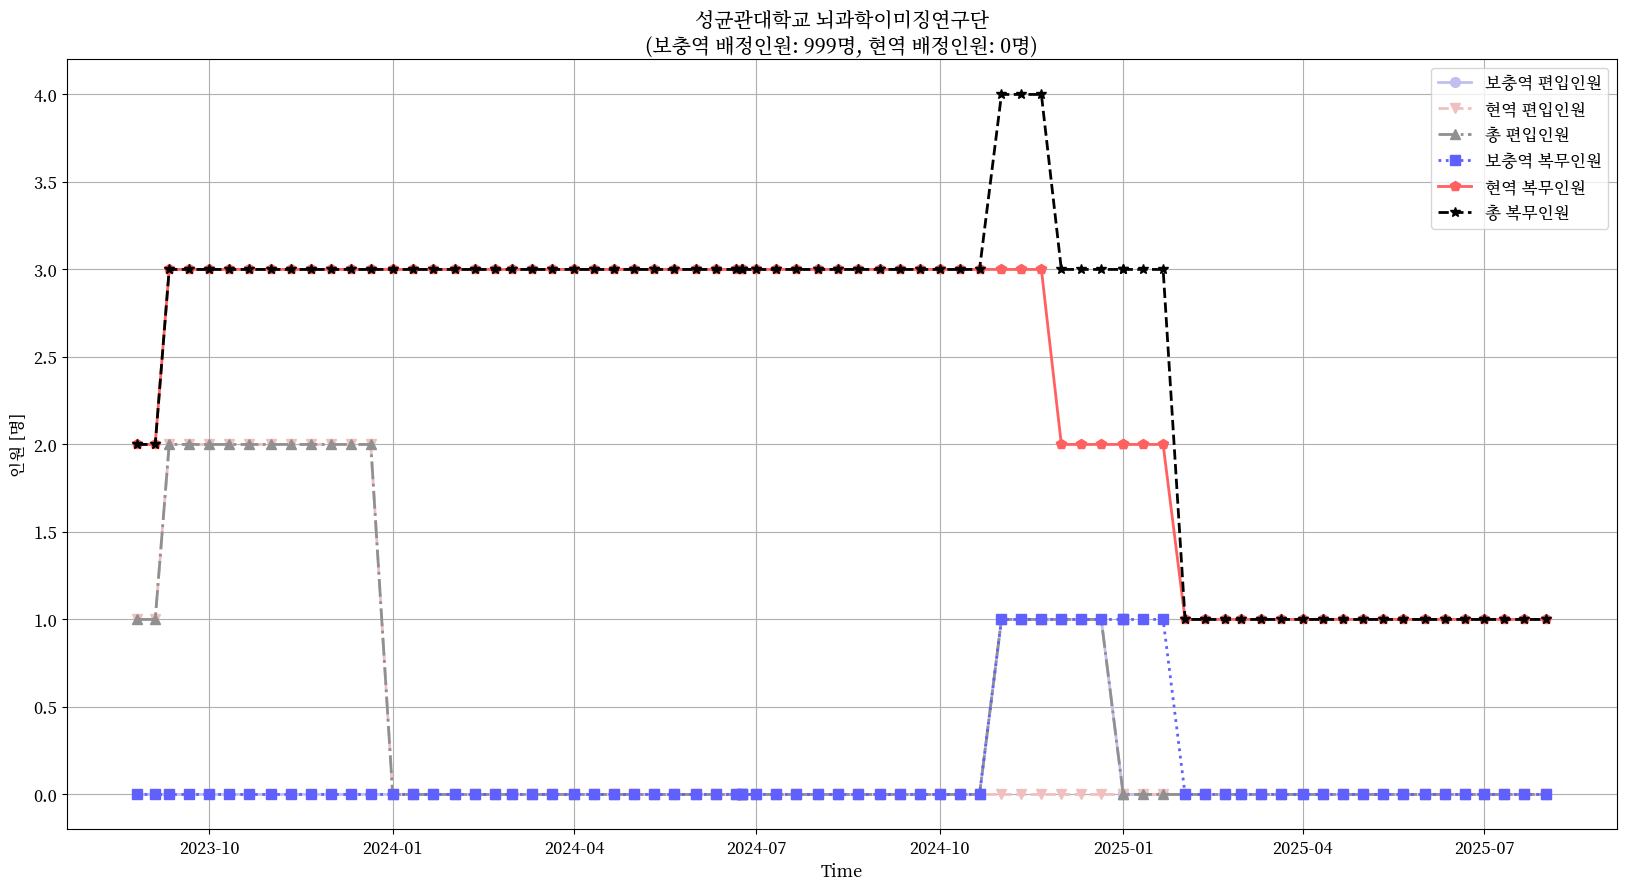 성균관대학교 뇌과학이미징연구단
(보충역 배정인원: 999명, 현역 배정인원: 0명)
보충역 편입인원
현역 편입인원
총 편입인원
보충역 복무인원
현역 복무인원
총 복무인원
인원 [명]
4.0
3.5
3.0
2.5
2.0
1.5
1.0
0.5
0.0
2023-10
2024-01
2024-04
2024-07
2024-10
2025-01
2025-04
2025-07
Time